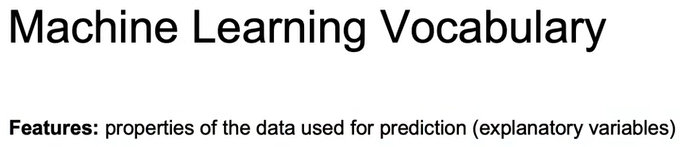 Machine Learning Vocabulary
Features: properties of the data used for prediction (explanatory variables)